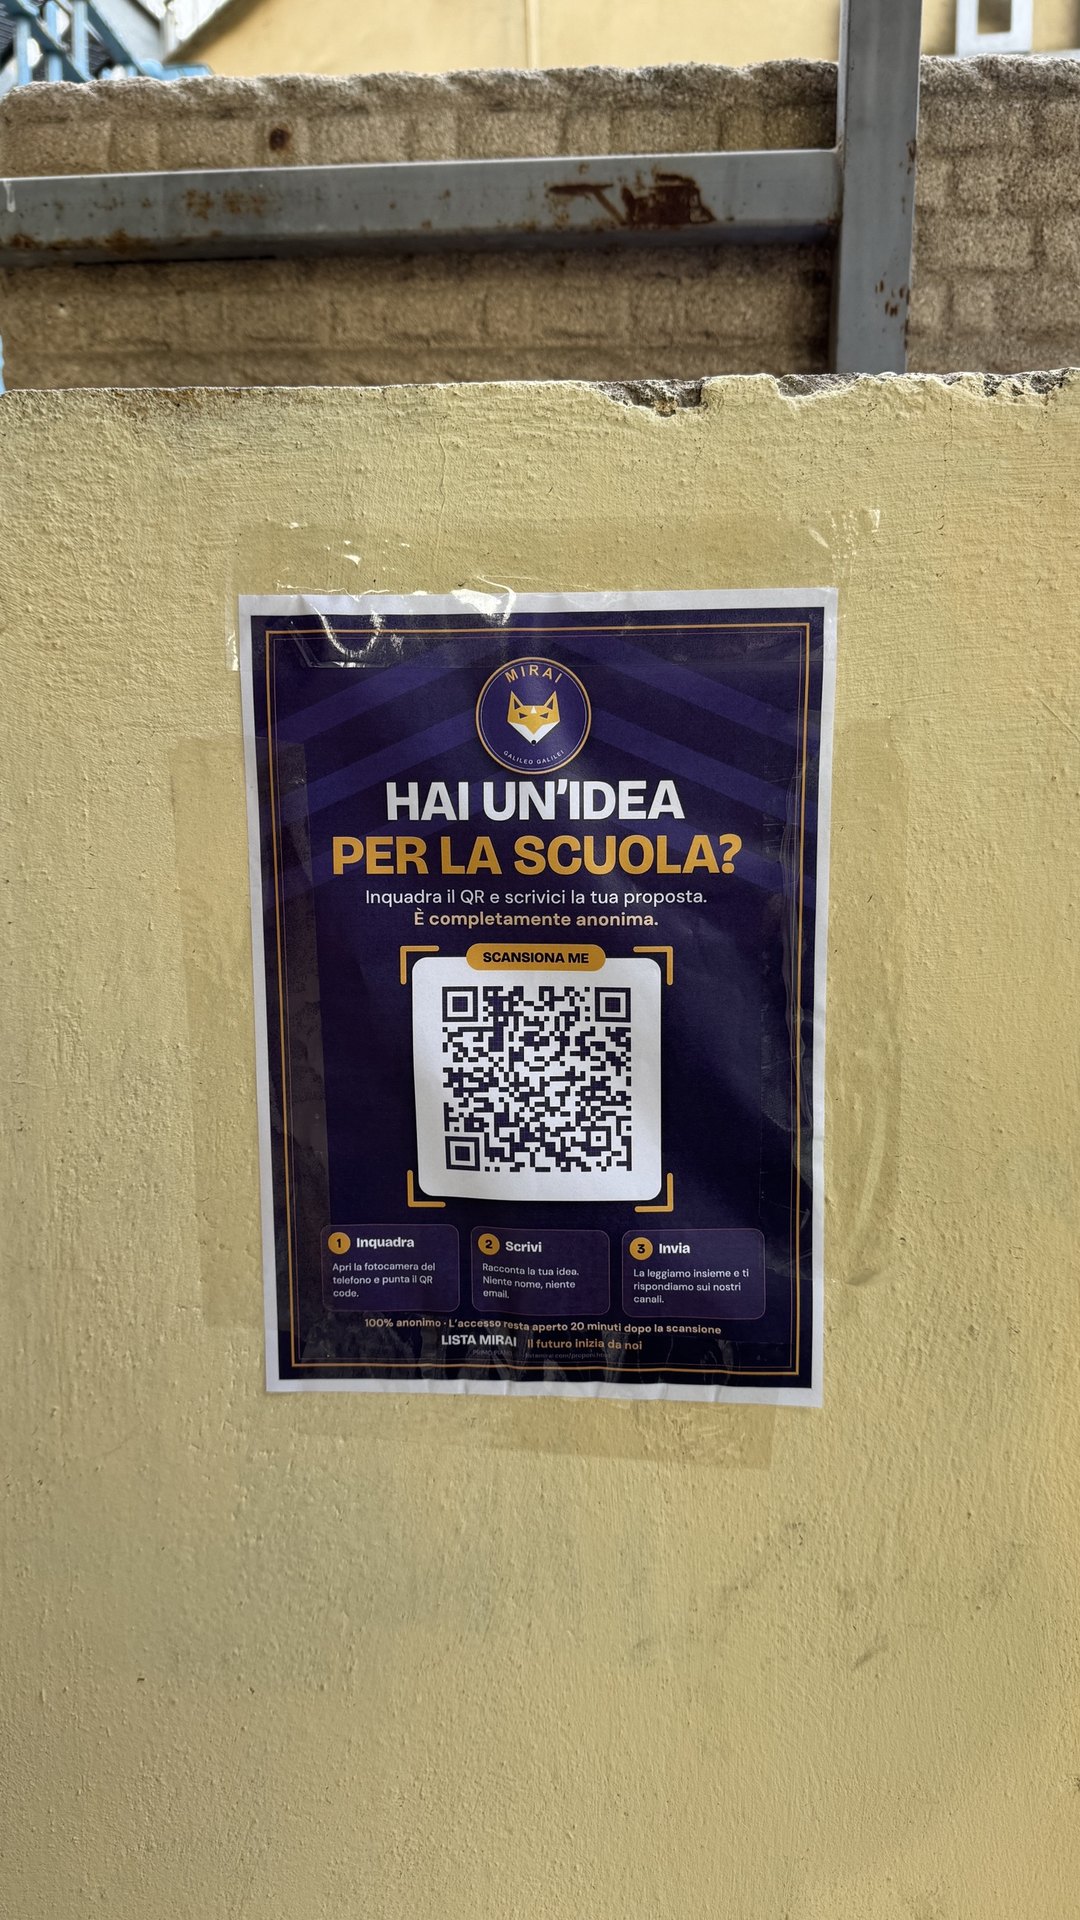 MIRAI
GALILEO GALILEI
HAI UN'IDEA
PER LA SCUOLA?
Inquadra il QR e scrivici la tua proposta.
È completamente anonima.
SCANSIONA ME
1 Inquadra
Apri la fotocamera del
telefono e punta il QR
code.
2 Scrivi
Racconta la tua idea.
Niente nome, niente
email.
3 Invia
La leggiamo insieme e ti
rispondiamo sui nostri
canali.
100% anonimo · L'accesso resta aperto 20 minuti dopo la scansione
LISTA MIRAI Il futuro inizia da noi
PRIMO PIANO